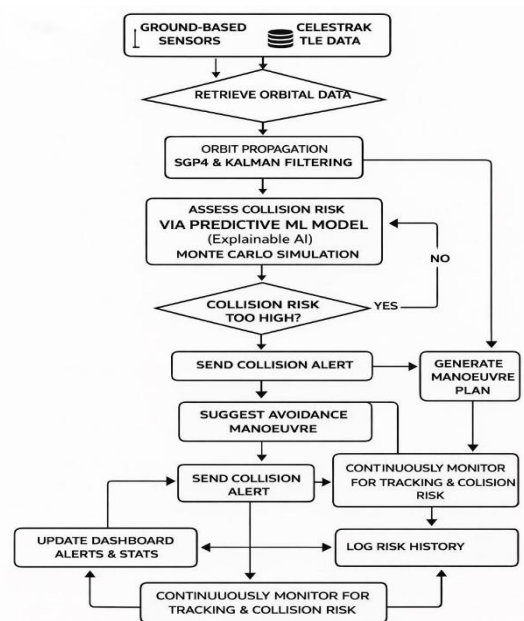 GROUND-BASED
SENSORS
CELESTRAK
TLE DATA
RETRIEVE ORBITAL DATA
ORBIT PROPAGATION
SGP4 & KALMAN FILTERING
ASSESS COLLISION RISK
VIA PREDICTIVE ML MODEL
(Explainable AI)
MONTE CARLO SIMULATION
NO
COLLISION RISK
TOO HIGH?
YES
SEND COLLISION ALERT
GENERATE
MANOEUVRE
PLAN
SUGGEST AVOIDANCE
MANOEUVRE
SEND COLLISION
ALERT
CONTINUOUSLY MONITOR
FOR TRACKING & COLISION
RISK
UPDATE DASHBOARD
ALERTS & STATS
LOG RISK HISTORY
CONTINUUOUSLY MONITOR FOR
TRACKING & COLLISION RISK